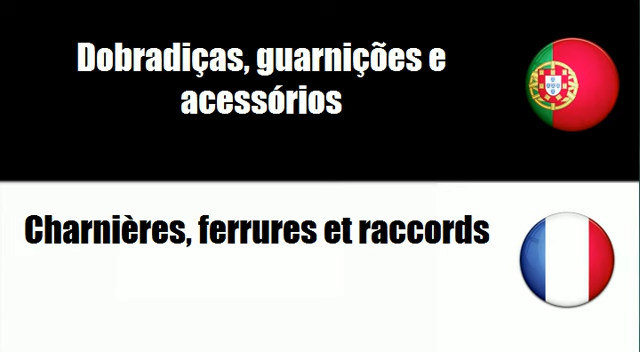 Dobradiças, guarnições e
acessórios
Charnières, ferrures et raccords